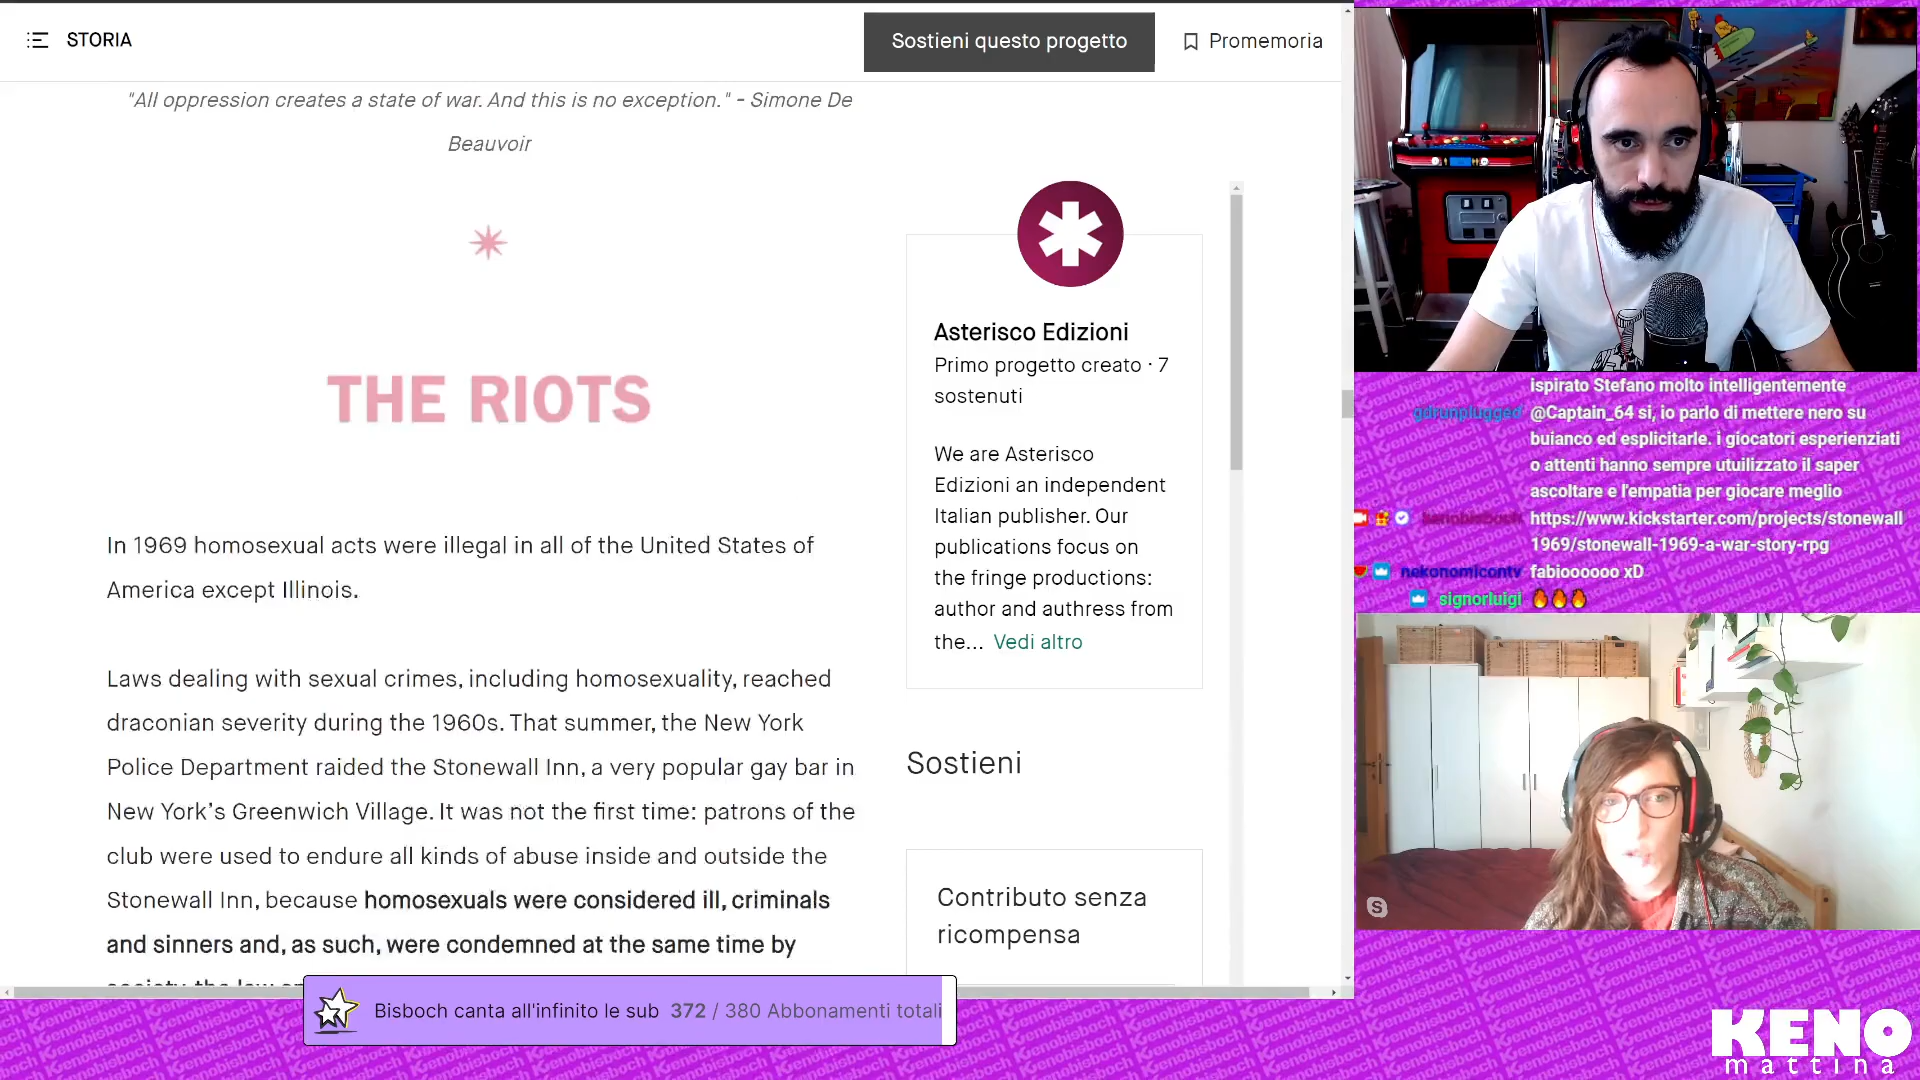 STORIA
Sostieni questo progetto
Promemoria
"All oppression creates a state of war. And this is no exception." - Simone De
Beauvoir
THE RIOTS
In 1969 homosexual acts were illegal in all of the United States of
America except Illinois.
Laws dealing with sexual crimes, including homosexuality, reached
draconian severity during the 1960s. That summer, the New York
Police Department raided the Stonewall Inn, a very popular gay bar in
New York's Greenwich Village. It was not the first time: patrons of the
club were used to endure all kinds of abuse inside and outside the
Stonewall Inn, because homosexuals were considered ill, criminals
and sinners and, as such, were condemned at the same time by
Asterisco Edizioni
Primo progetto creato · 7
sostenuti
We are Asterisco
Edizioni an independent
Italian publisher. Our
publications focus on
the fringe productions:
author and authress from
the... Vedi altro
Sostieni
Contributo senza
ricompensa
Bisboch canta all'infinito le sub 372 / 380 Abbonamenti totali
ispirato Stefano molto intelligentemente
gdrunplugged @Captain_64 si, io parlo di mettere nero su
buianco ed esplicitarle. i giocatori esperienziati
o attenti hanno sempre utuilizzato il saper
ascoltare e l'empatia per giocare meglio
kenobisboch https://www.kickstarter.com/projects/stonewall
1969/stonewall-1969-a-war-story-rpg
nekonomicontv fabioooooo xD
signorluigi
KENO
mattina